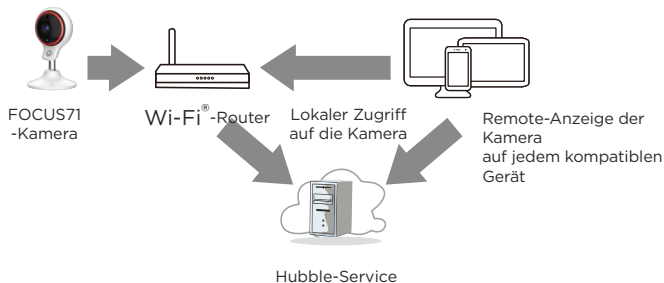 FOCUS71
-Kamera
Wi-Fi®-Router
Lokaler Zugriff
auf die Kamera
Remote-Anzeige der
Kamera
auf jedem kompatiblen
Gerät
Hubble-Service